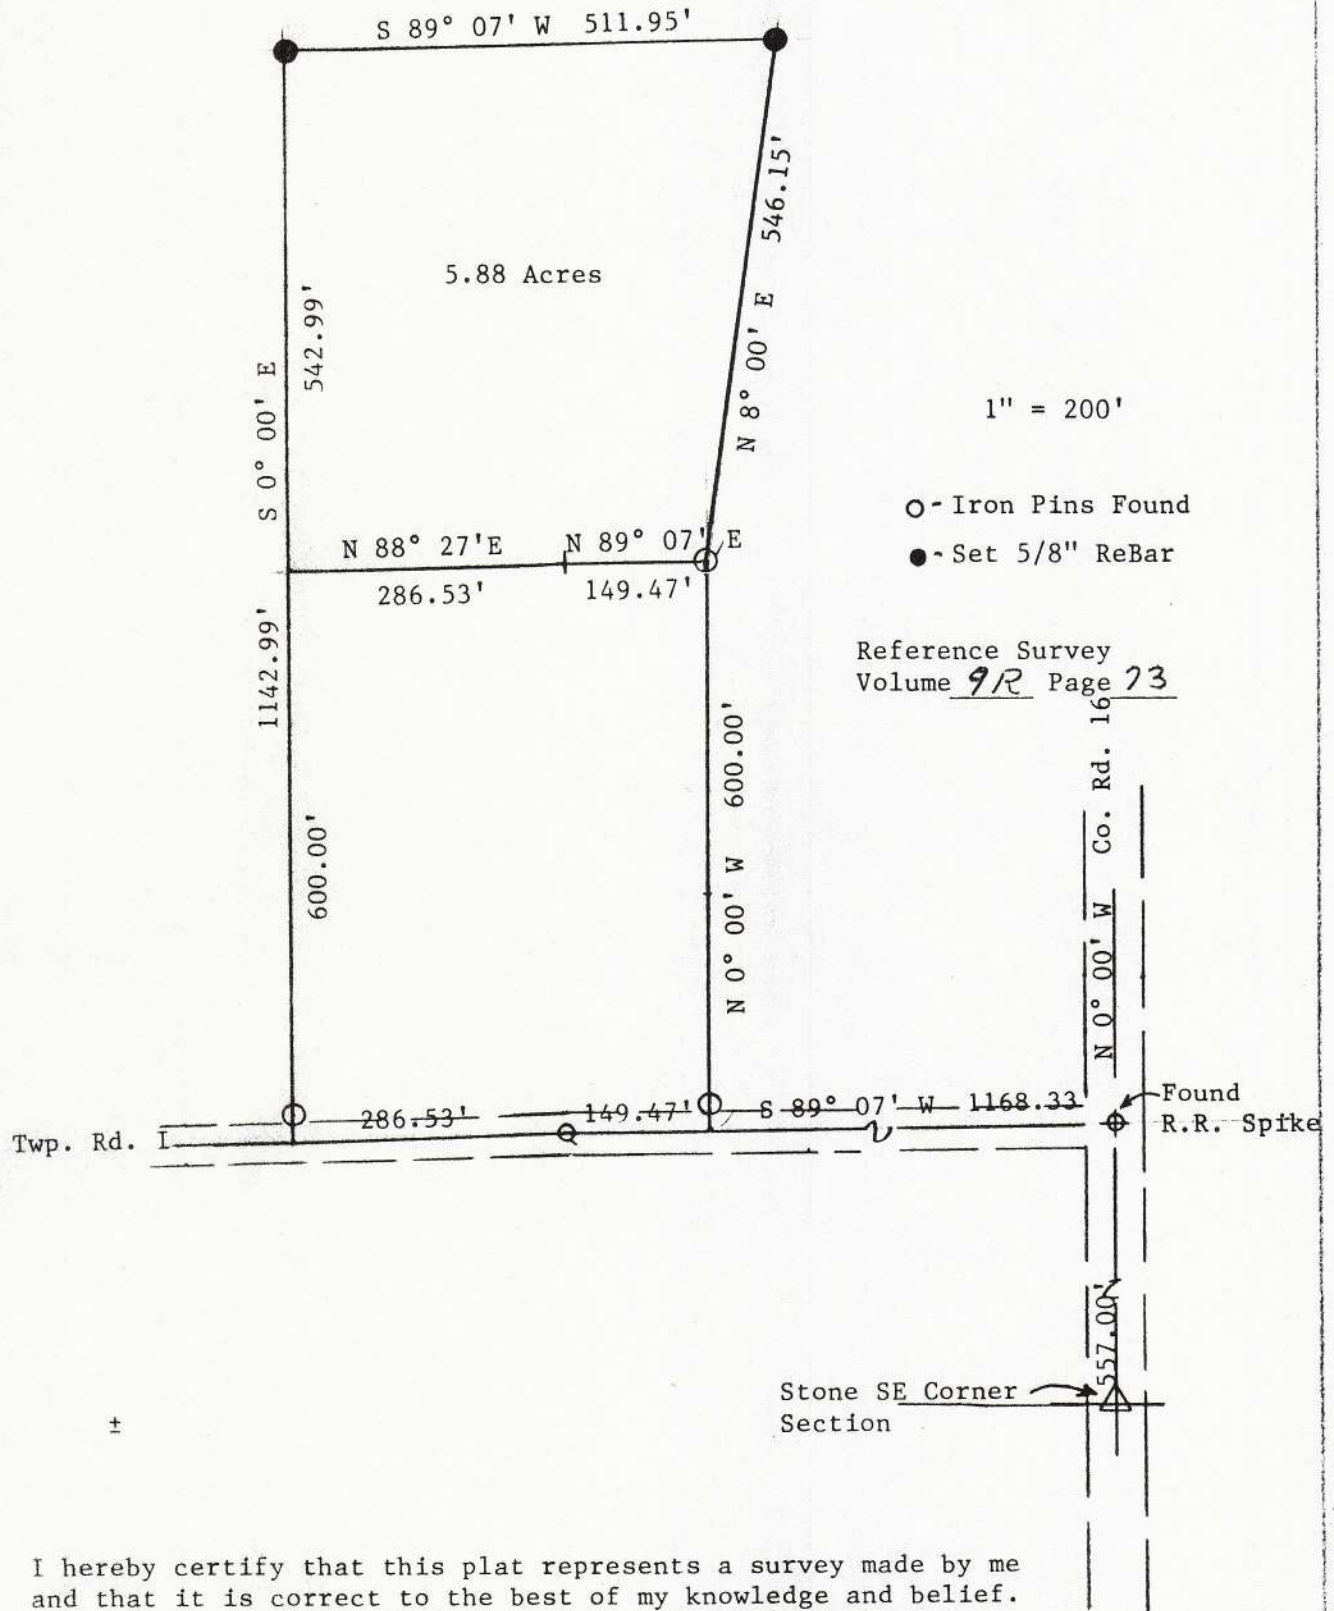 S 89° 07' W 511.95'
546.15'
N 8° 00' E
5.88 Acres
542.99'
S 0° 00' E
1" = 200'
O - Iron Pins Found
● - Set 5/8" ReBar
N 88° 27'E
N 89° 07' E
286.53'
149.47'
1142.99'
Reference Survey
Volume 9R Page 73
600.00'
N 0° 00' W
600.00'
Co. Rd. 16
N 0° 00' W
286.53'
149.47'
S 89° 07' W 1168.33
Found
R.R. Spike
Twp. Rd. I
557.00'
Stone SE Corner
Section
±
I hereby certify that this plat represents a survey made by me
and that it is correct to the best of my knowledge and belief.